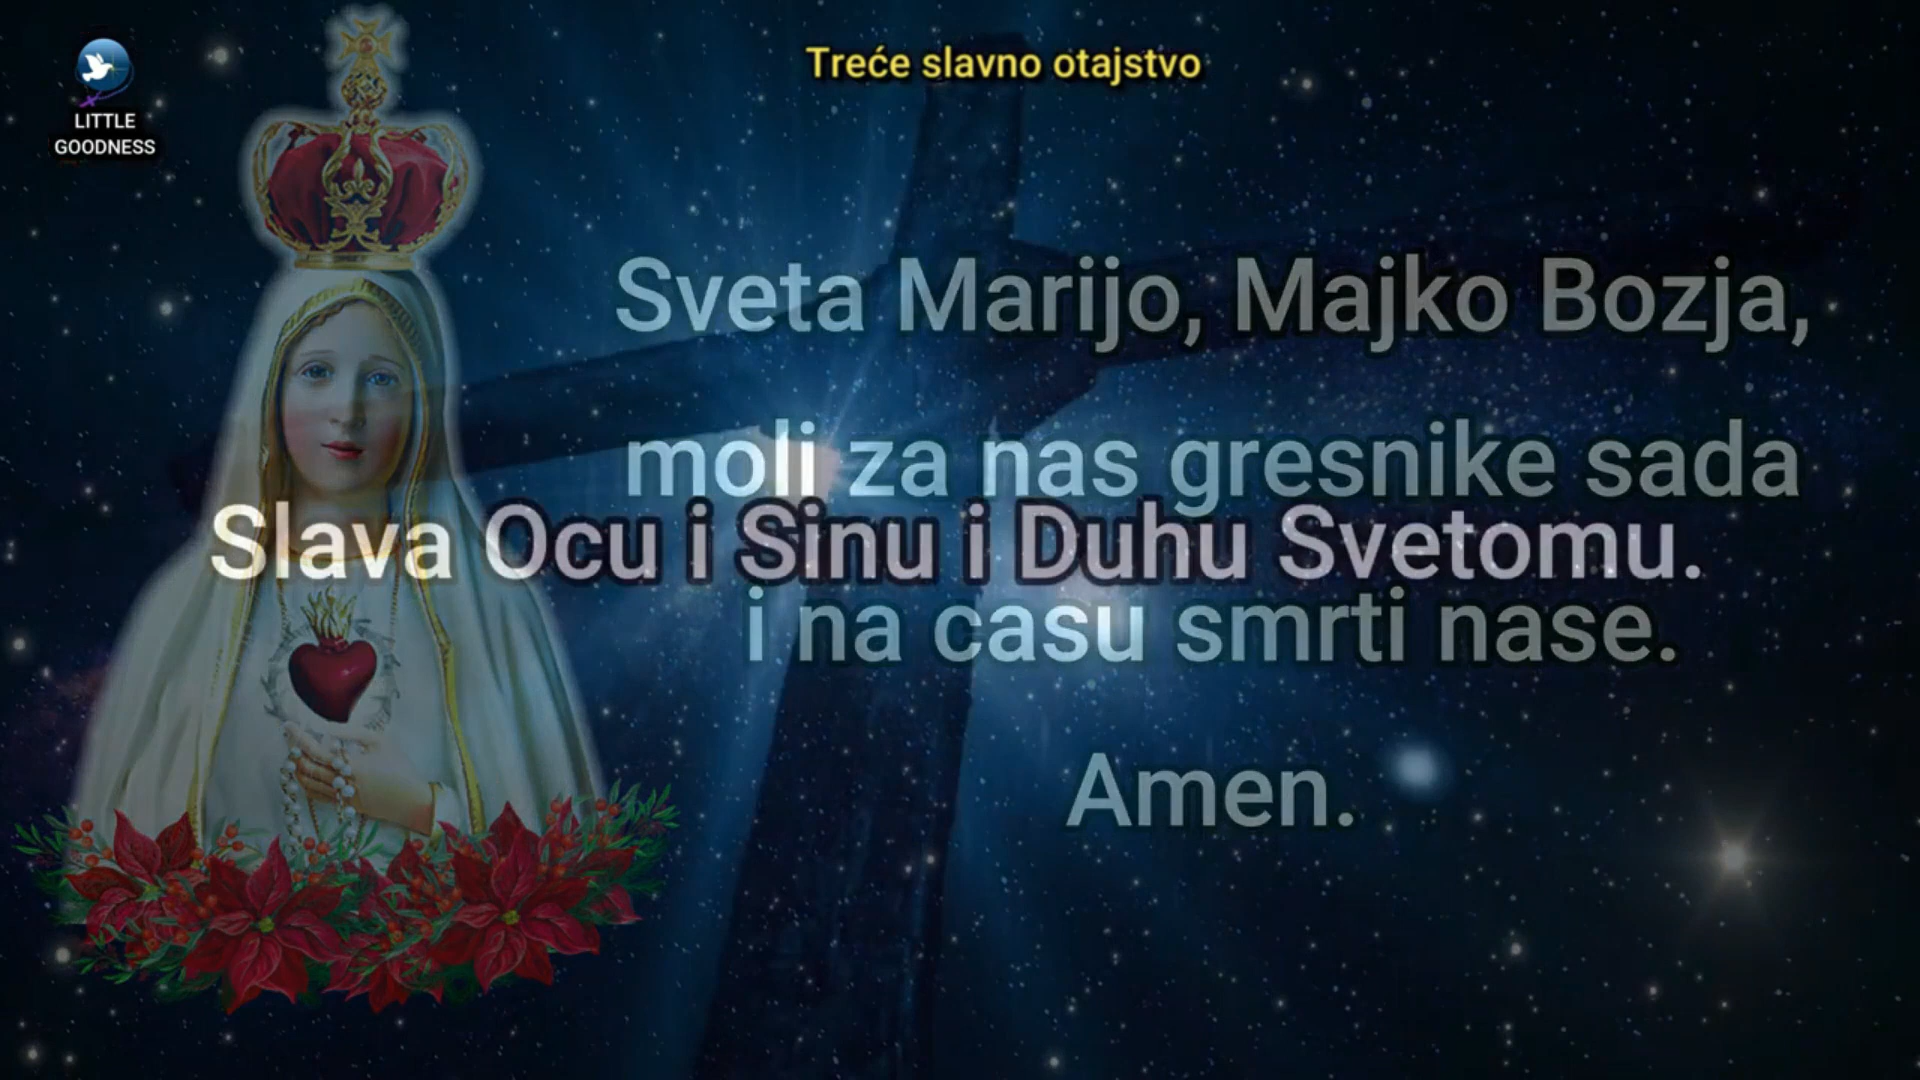 LITTLE
GOODNESS
Treće slavno otajstvo
Sveta Marijo, Majko Bozja,
moli za nas gresnike sada
Slava Ocu i Sinu i Duhu Svetomu.
i na casu smrti nase.
Amen.